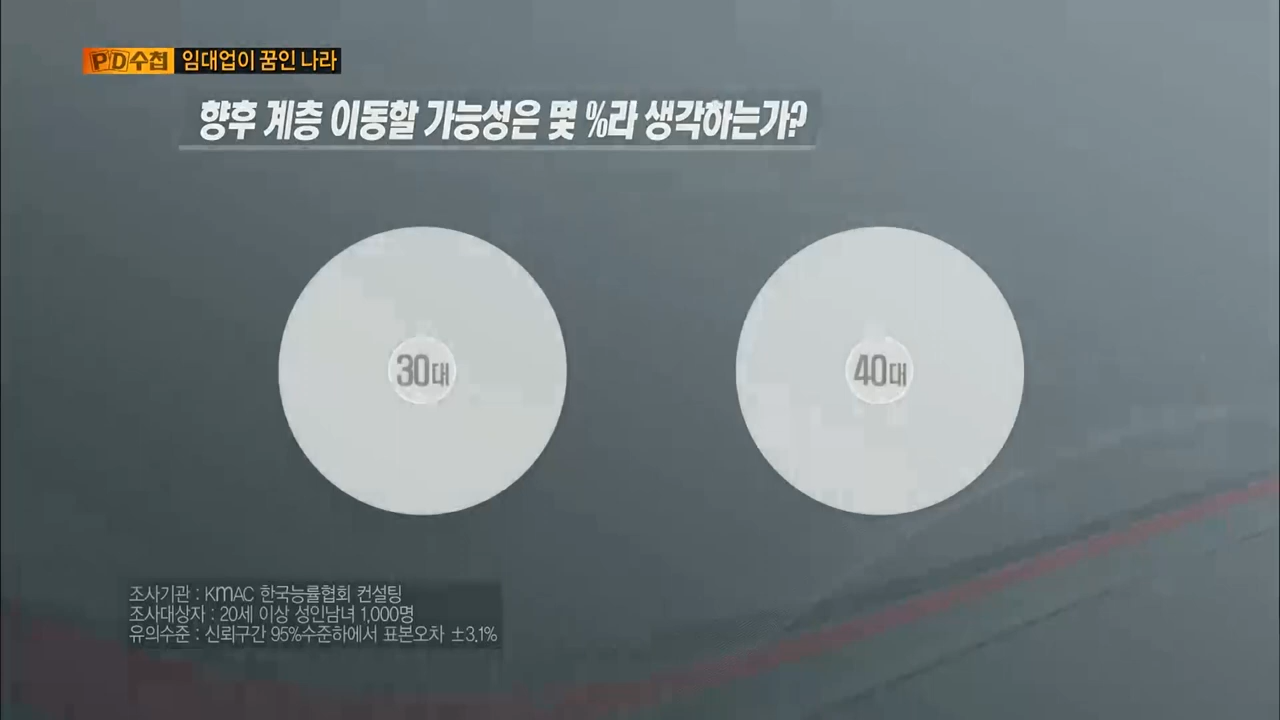 PD수첩 임대업이 꿈인 나라
향후 계층 이동할 가능성은 몇 %라 생각하는가?
30대
40대
조사기관 : KMAC 한국능률협회 컨설팅
조사대상자 : 20세 이상 성인남녀 1,000명
유의수준 : 신뢰구간 95%수준하에서 표본오차 ±3.1%